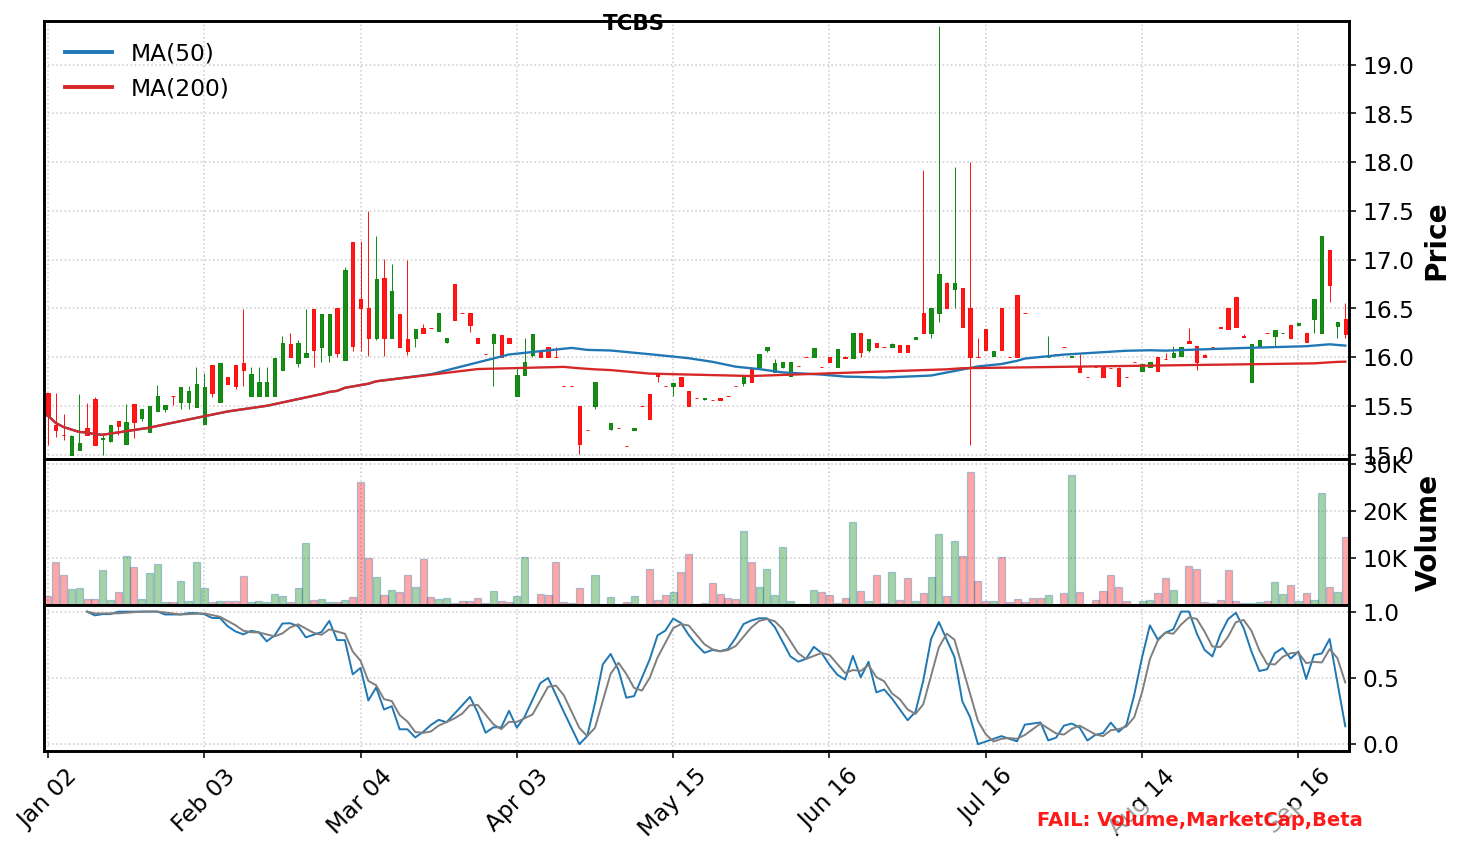 TCBS
MA(50)
MA(200)
19.0
18.5
18.0
17.5
17.0
16.5
16.0
15.5
15.0
Price
30K
20K
10K
Volume
1.0
0.5
0.0
Jan 02
Feb 03
Mar 04
Apr 03
May 15
Jun 16
Jul 16
Aug 14
Sep 16
FAIL: Volume,MarketCap,Beta